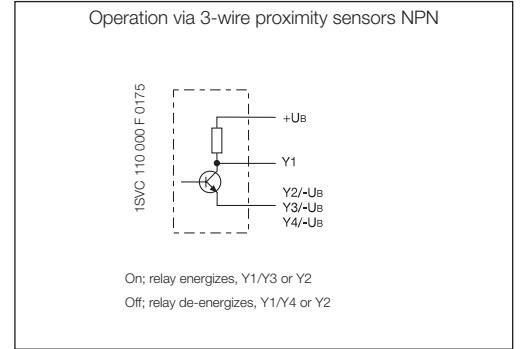 Operation via 3-wire proximity sensors NPN
1SVC 110 000 F 0175
+UB
Y1
Y2/-UB
Y3/-UB
Y4/-UB
On; relay energizes, Y1/Y3 or Y2
Off; relay de-energizes, Y1/Y4 or Y2